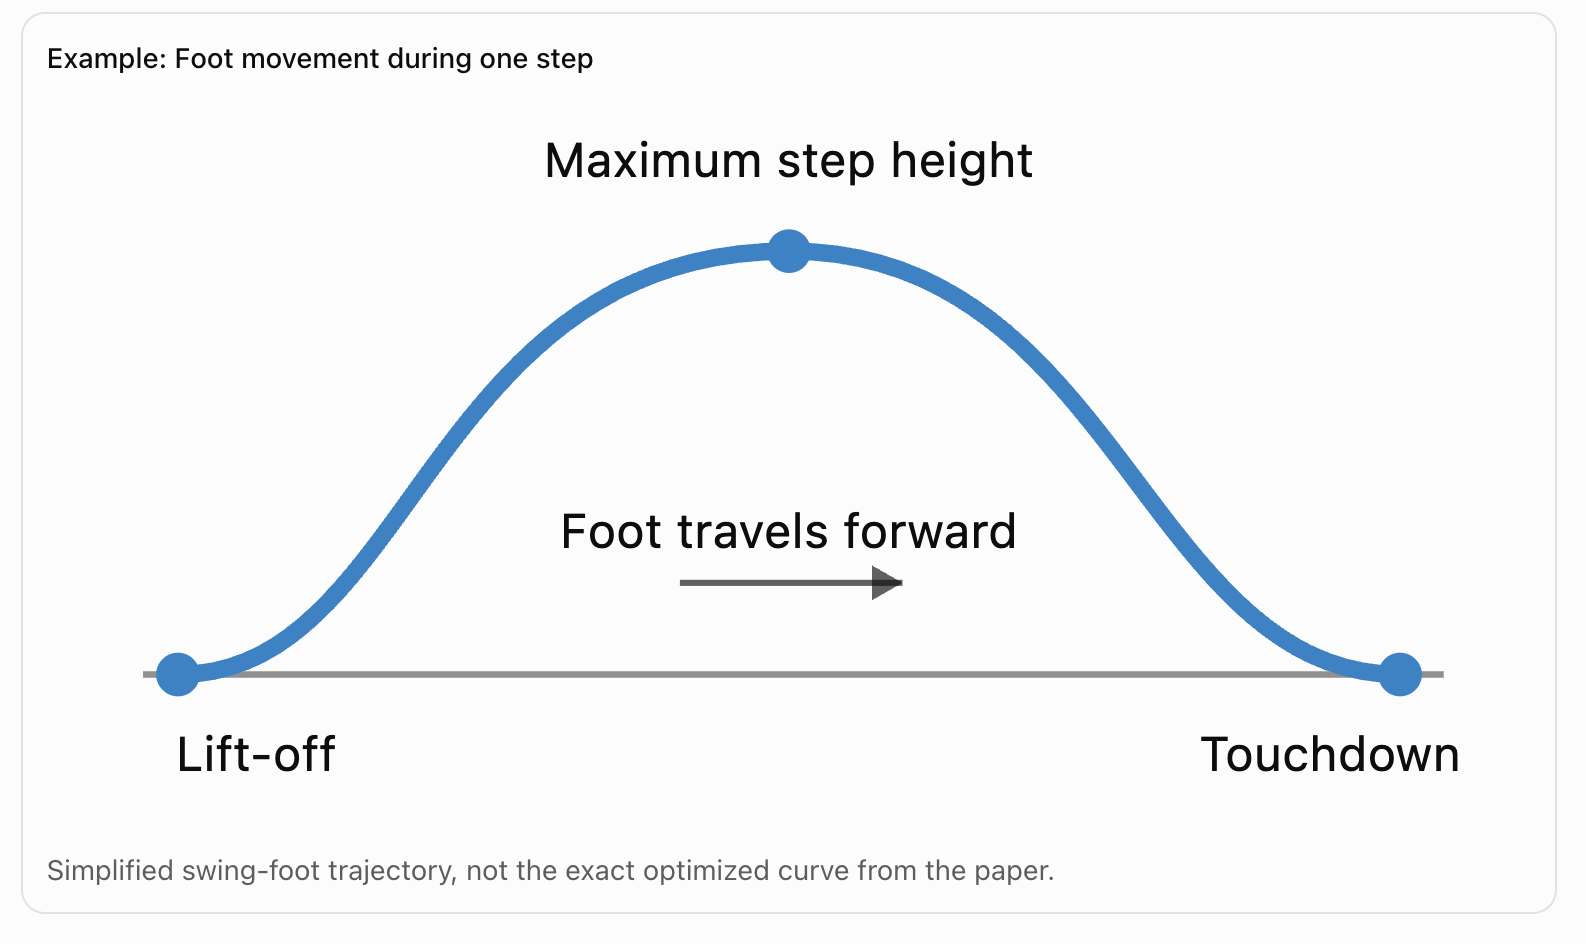 Example: Foot movement during one step
Maximum step height
Foot travels forward
Lift-off
Touchdown
Simplified swing-foot trajectory, not the exact optimized curve from the paper.